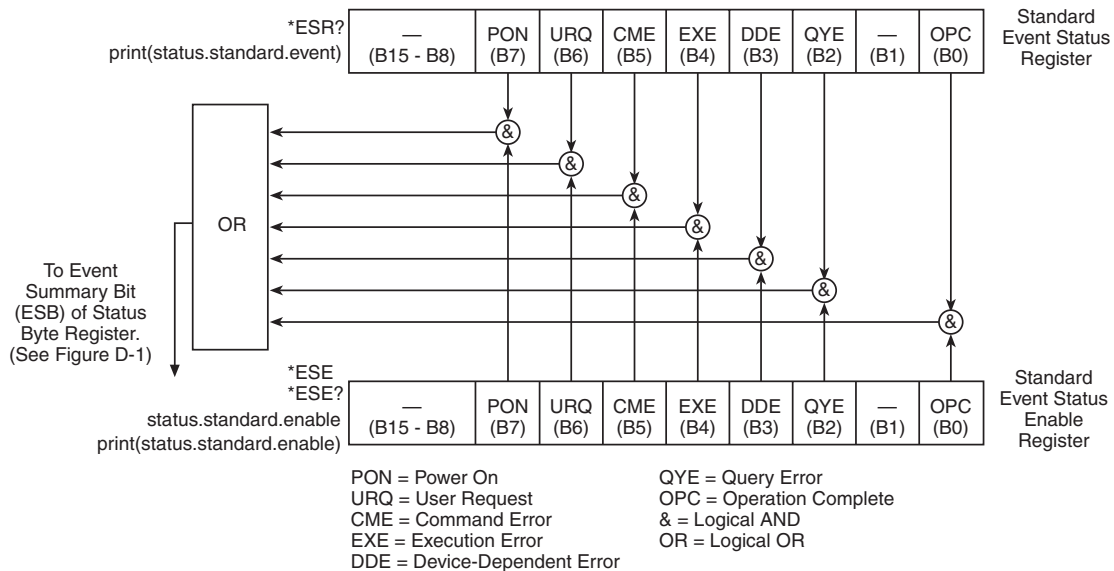 *ESR?
print(status.standard.event)
—
(B15 - B8)
PON
(B7)
URQ
(B6)
CME
(B5)
EXE
(B4)
DDE
(B3)
QYE
(B2)
—
(B1)
OPC
(B0)
Standard
Event Status
Register
&
&
&
&
&
&
&
OR
To Event
Summary Bit
(ESB) of Status
Byte Register.
(See Figure D-1)
*ESE
*ESE?
status.standard.enable
print(status.standard.enable)
—
(B15 - B8)
PON
(B7)
URQ
(B6)
CME
(B5)
EXE
(B4)
DDE
(B3)
QYE
(B2)
—
(B1)
OPC
(B0)
Standard
Event Status
Enable
Register
PON = Power On
URQ = User Request
CME = Command Error
EXE = Execution Error
DDE = Device-Dependent Error
QYE = Query Error
OPC = Operation Complete
& = Logical AND
OR = Logical OR